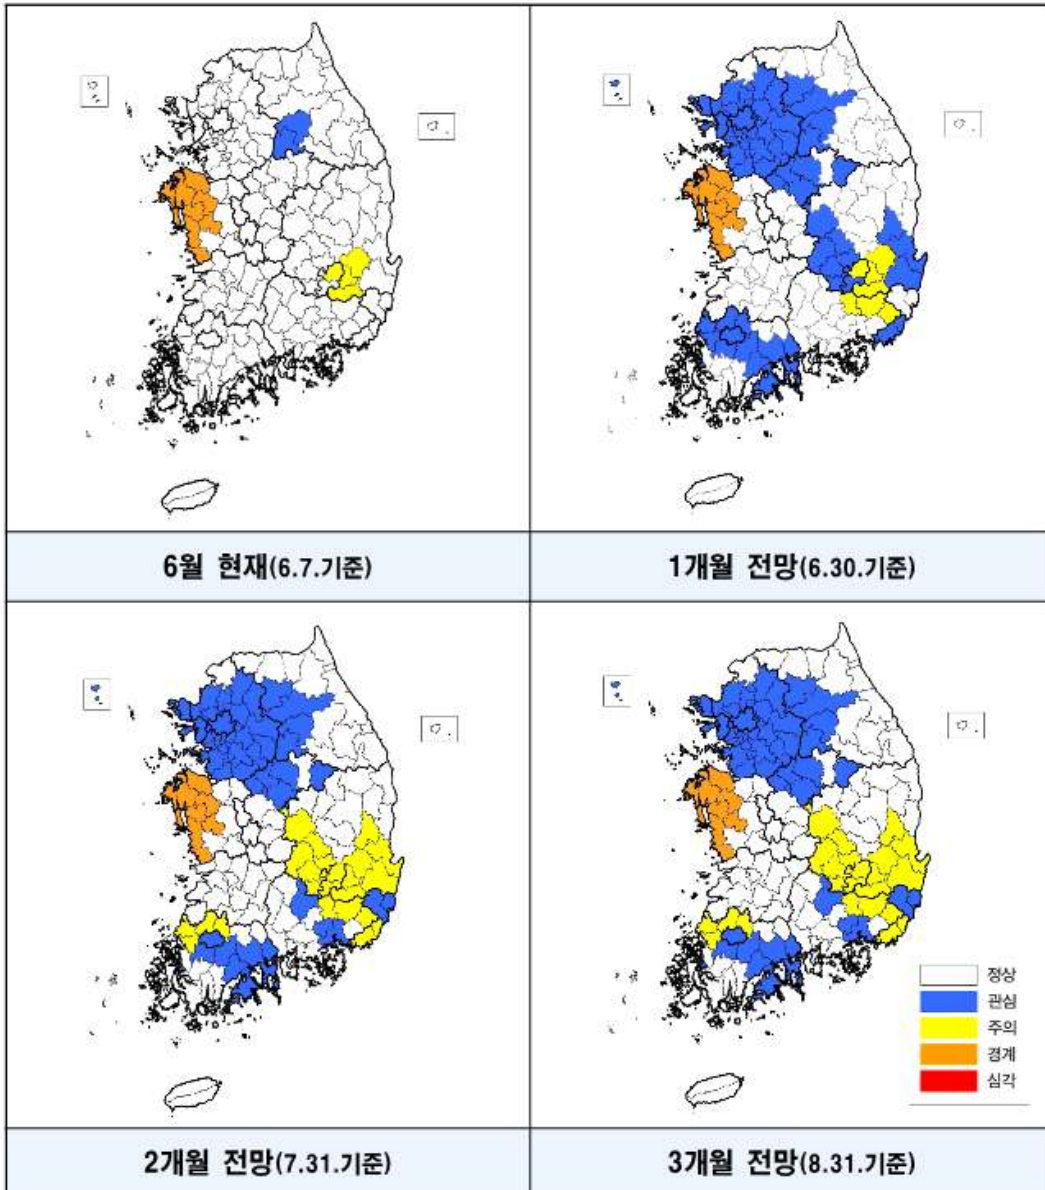 6월 현재(6.7.기준)
1개월 전망(6.30.기준)
정상
관심
주의
경계
심각
2개월 전망(7.31.기준)
3개월 전망(8.31.기준)